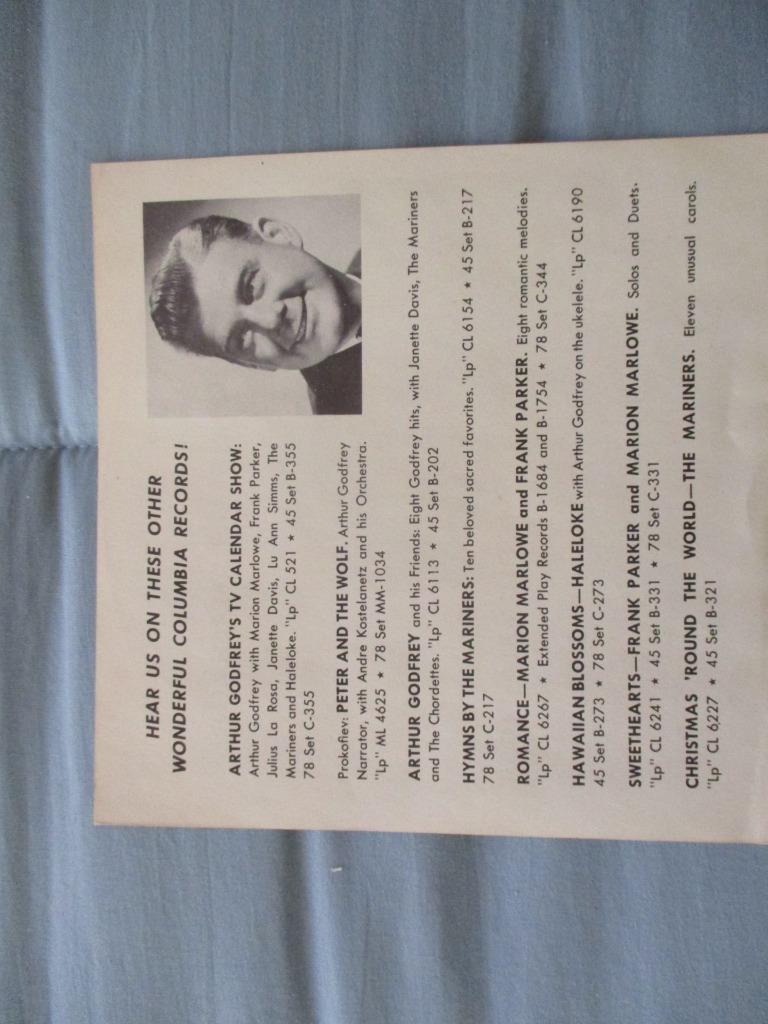 HEAR US ON THESE OTHER
WONDERFUL COLUMBIA RECORDS!
ARTHUR GODFREY'S TV CALENDAR SHOW:
Arthur Godfrey with Marion Marlowe, Frank Parker,
Julius La Rosa, Janette Davis, Lu Ann Simms, The
Mariners and Haleloke. "Lp" CL 521 ★ 45 Set B-355
78 Set C-355
Prokofiev: PETER AND THE WOLF. Arthur Godfrey
Narrator, with Andre Kostelanetz and his Orchestra.
"Lp" ML 4625 ★ 78 Set MM-1034
ARTHUR GODFREY and his Friends: Eight Godfrey hits, with Janette Davis, The Mariners
and The Chordettes. "Lp" CL 6113 ★ 45 Set B-202
HYMNS BY THE MARINERS: Ten beloved sacred favorites. "Lp" CL 6154 ★ 45 Set B-217
78 Set C-217
ROMANCE—MARION MARLOWE and FRANK PARKER. Eight romantic melodies.
"Lp" CL 6267 ★ Extended Play Records B-1684 and B-1754 ★ 78 Set C-344
HAWAIIAN BLOSSOMS—HALELOKE with Arthur Godfrey on the ukelele. "Lp" CL 6190
45 Set B-273 ★ 78 Set C-273
SWEETHEARTS—FRANK PARKER and MARION MARLOWE. Solos and Duets.
"Lp" CL 6241 ★ 45 Set B-331 ★ 78 Set C-331
CHRISTMAS 'ROUND THE WORLD—THE MARINERS. Eleven unusual carols.
"Lp" CL 6227 ★ 45 Set B-321